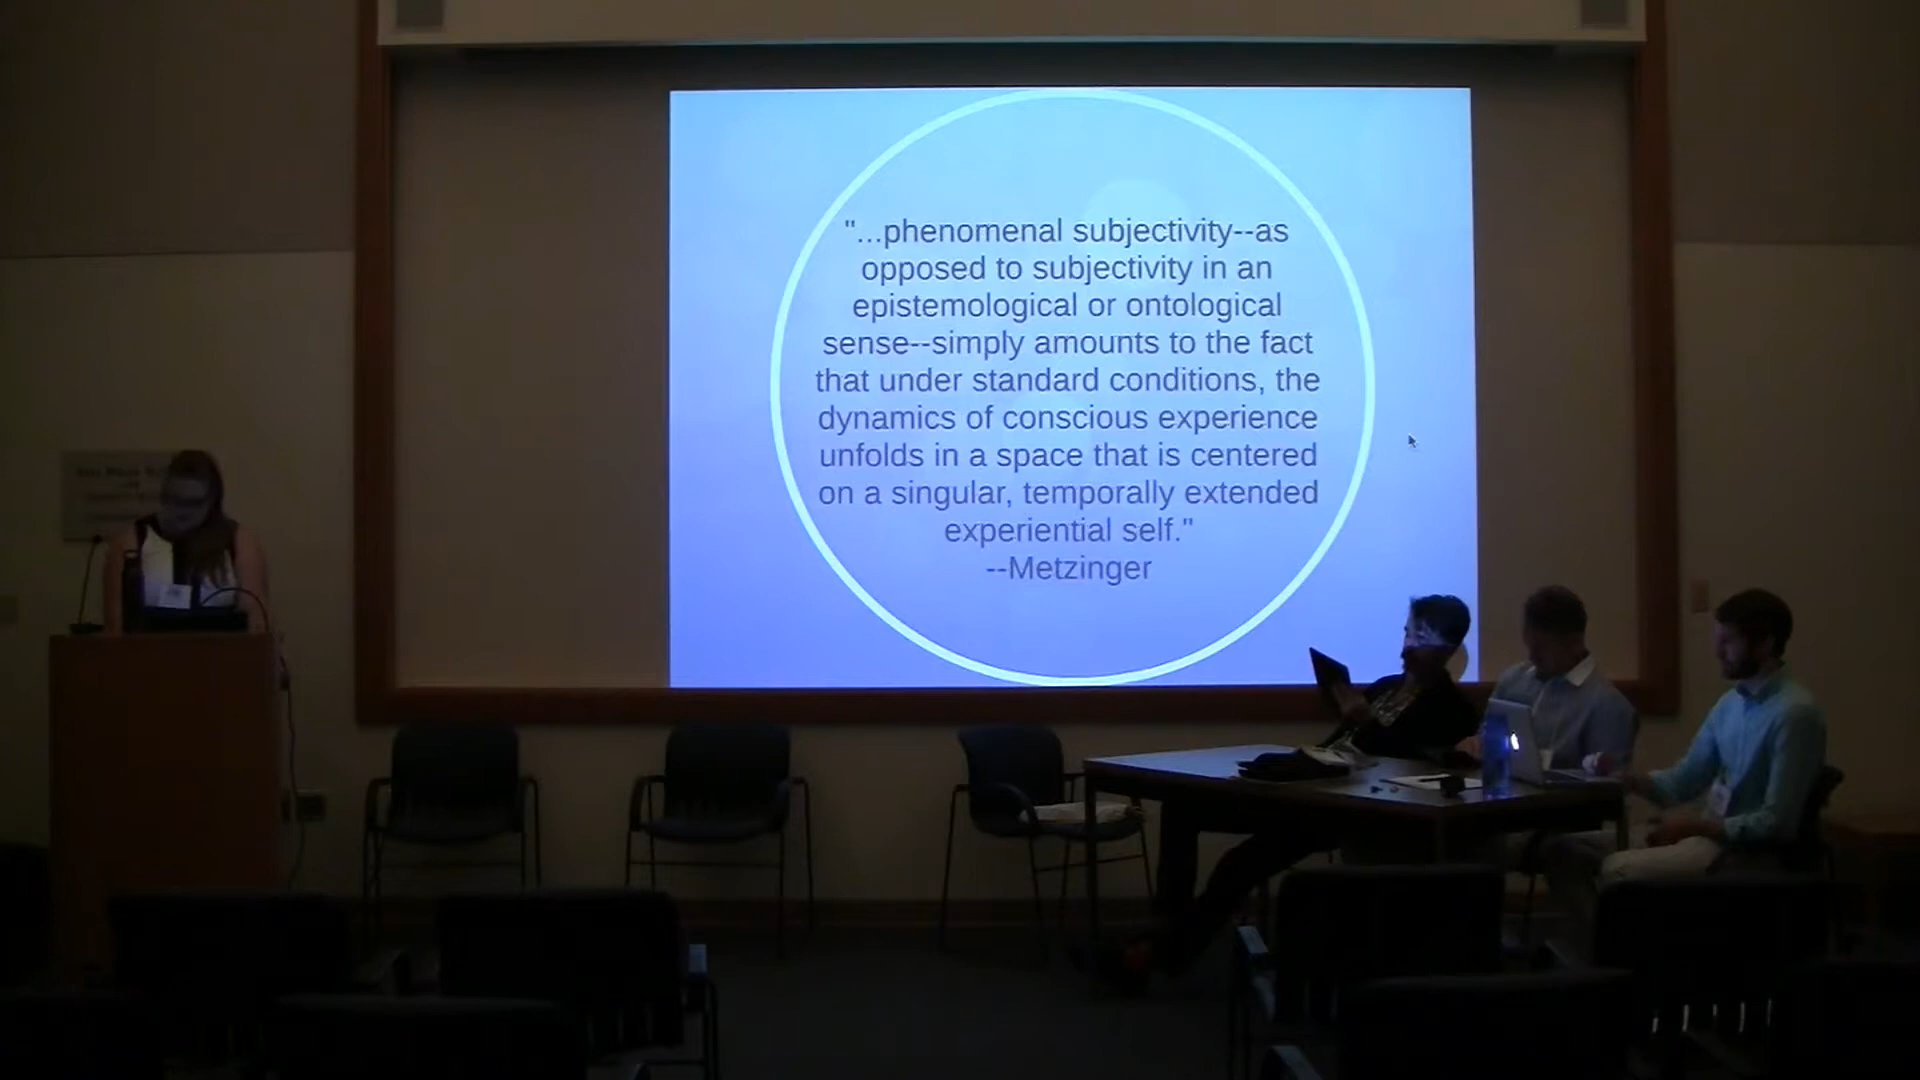 "...phenomenal subjectivity--as
opposed to subjectivity in an
epistemological or ontological
sense--simply amounts to the fact
that under standard conditions, the
dynamics of conscious experience
unfolds in a space that is centered
on a singular, temporally extended
experiential self."
--Metzinger